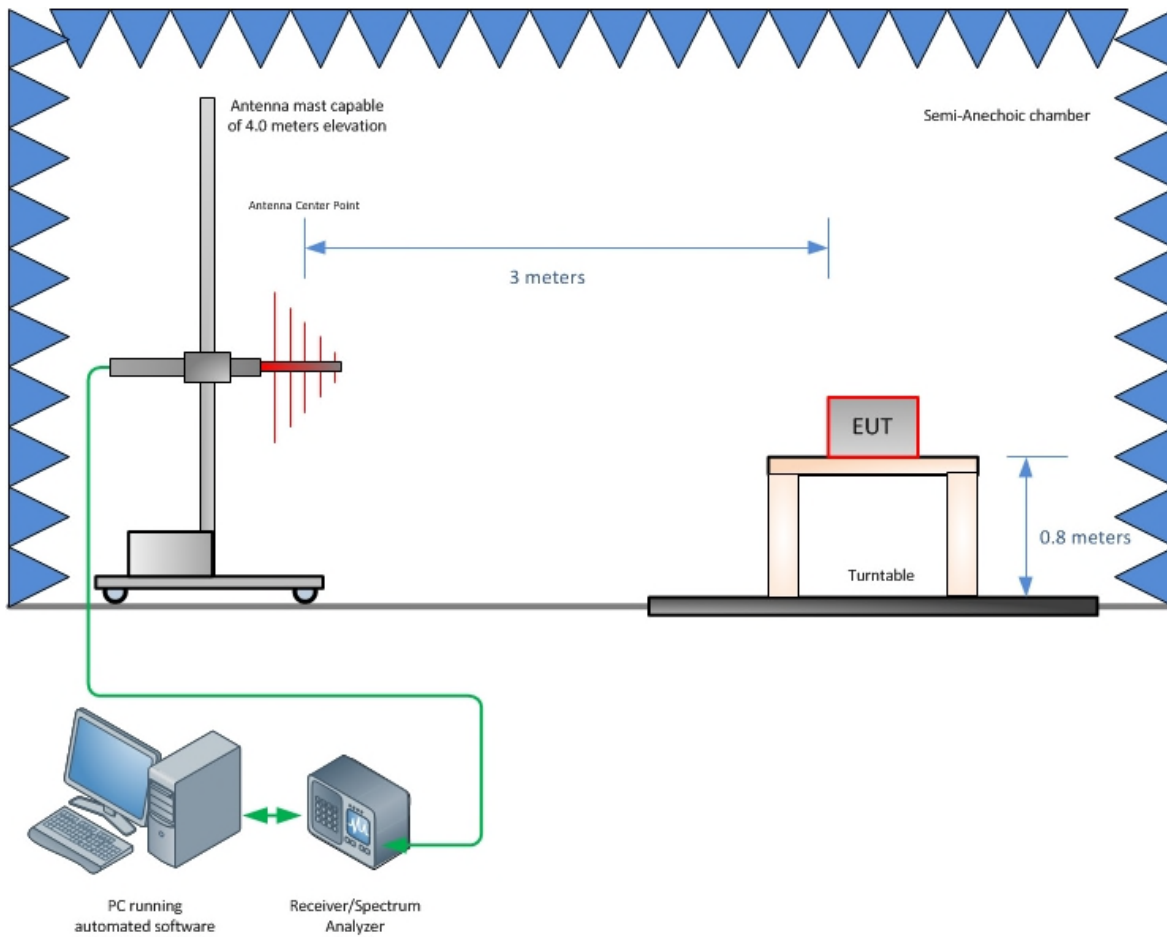 Antenna mast capable
of 4.0 meters elevation
Semi-Anechoic chamber
Antenna Center Point
3 meters
EUT
0.8 meters
Turntable
PC running
automated software
Receiver/Spectrum
Analyzer